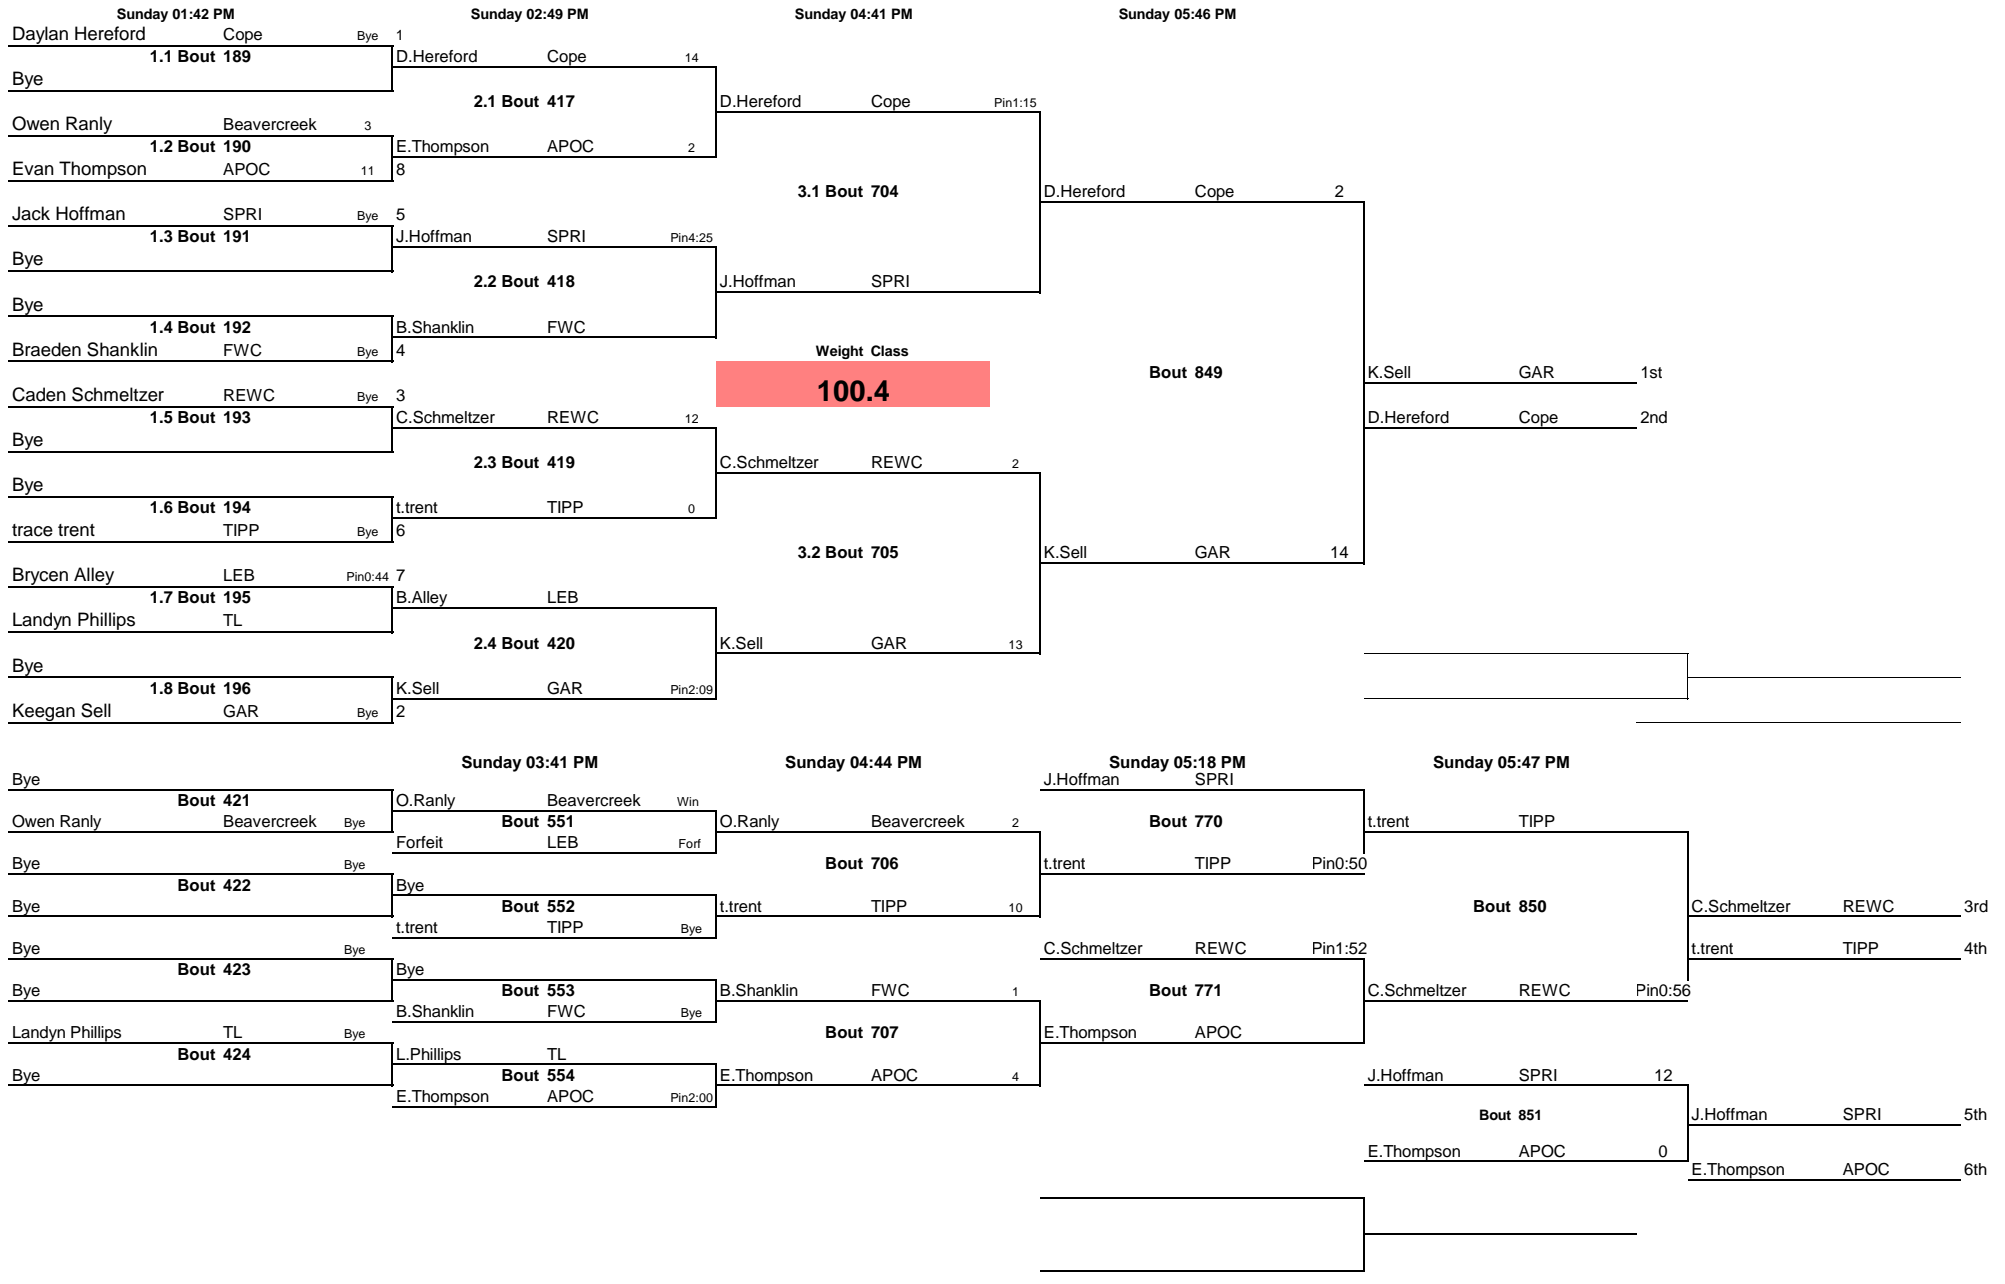 Sunday 01:42 PM Sunday 02:49 PM Sunday 04:41 PM Sunday 05:46 PM
Daylan Hereford Cope Bye 1
1.1 Bout 189 D.Hereford Cope 14
Bye
2.1 Bout 417 D.Hereford Cope Pin1:15
Owen Ranly Beavercreek 3
1.2 Bout 190 E.Thompson APOC 2
Evan Thompson APOC 11 8
3.1 Bout 704 D.Hereford Cope 2
Jack Hoffman SPRI Bye 5
1.3 Bout 191 J.Hoffman SPRI Pin4:25
Bye
2.2 Bout 418 J.Hoffman SPRI
Bye
1.4 Bout 192 B.Shanklin FWC
Braeden Shanklin FWC Bye 4 Weight Class
Bout 849 K.Sell GAR 1st
Caden Schmeltzer REWC Bye 3 100.4
1.5 Bout 193 C.Schmeltzer REWC 12 D.Hereford Cope 2nd
Bye
2.3 Bout 419 C.Schmeltzer REWC 2
Bye
1.6 Bout 194 t.trent TIPP 0
trace trent TIPP Bye 6
3.2 Bout 705 K.Sell GAR 14
Brycen Alley LEB Pin0:44 7
1.7 Bout 195 B.Alley LEB
Landyn Phillips TL
2.4 Bout 420 K.Sell GAR 13
Bye
1.8 Bout 196 K.Sell GAR Pin2:09
Keegan Sell GAR Bye 2
Sunday 03:41 PM Sunday 04:44 PM Sunday 05:18 PM Sunday 05:47 PM
Bye J.Hoffman SPRI
Bout 421 O.Ranly Beavercreek Win
Owen Ranly Beavercreek Bye Bout 551 O.Ranly Beavercreek 2 Bout 770 t.trent TIPP
Forfeit LEB Forf
Bye Bye Bout 706 t.trent TIPP Pin0:50
Bout 422 Bye
Bye Bout 552 t.trent TIPP 10 Bout 850 C.Schmeltzer REWC 3rd
t.trent TIPP Bye
Bye Bye C.Schmeltzer REWC Pin1:52 t.trent TIPP 4th
Bout 423 Bye
Bye Bout 553 B.Shanklin FWC 1 Bout 771 C.Schmeltzer REWC Pin0:56
B.Shanklin FWC Bye
Landyn Phillips TL Bye Bout 707 E.Thompson APOC
Bout 424 L.Phillips TL
Bye Bout 554 E.Thompson APOC 4 J.Hoffman SPRI 12
E.Thompson APOC Pin2:00
Bout 851 J.Hoffman SPRI 5th
E.Thompson APOC 0
E.Thompson APOC 6th